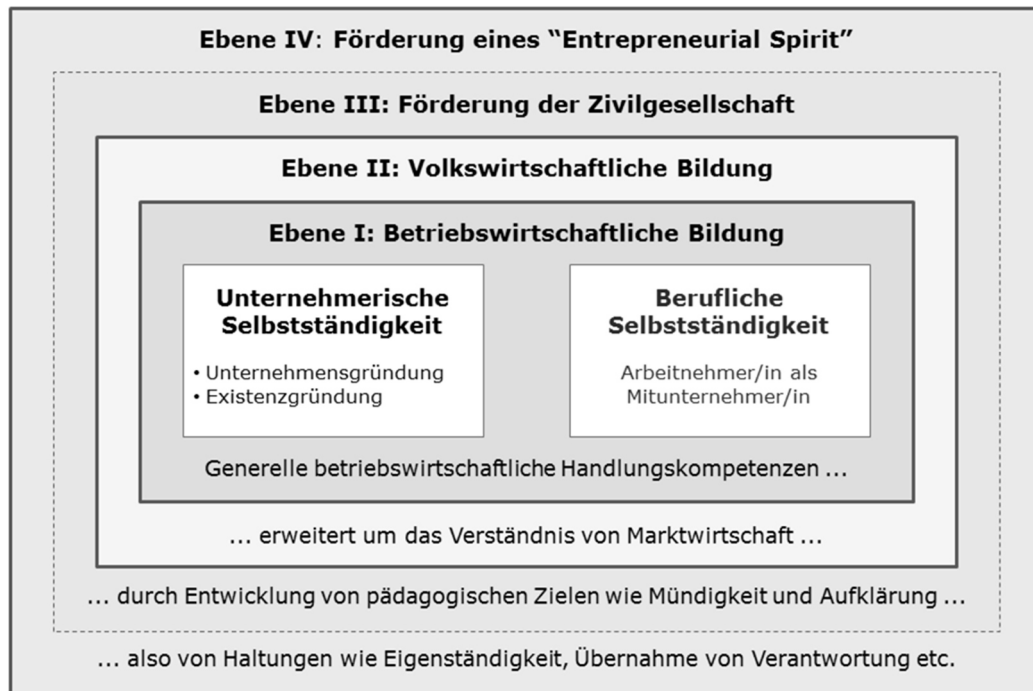 Ebene IV: Förderung eines “Entrepreneurial Spirit”
Ebene III: Förderung der Zivilgesellschaft
Ebene II: Volkswirtschaftliche Bildung
Ebene I: Betriebswirtschaftliche Bildung
Unternehmerische
Selbstständigkeit
• Unternehmensgründung
• Existenzgründung
Berufliche
Selbstständigkeit
Arbeitnehmer/in als
Mitunternehmer/in
Generelle betriebswirtschaftliche Handlungskompetenzen ...
... erweitert um das Verständnis von Marktwirtschaft ...
... durch Entwicklung von pädagogischen Zielen wie Mündigkeit und Aufklärung ...
... also von Haltungen wie Eigenständigkeit, Übernahme von Verantwortung etc.